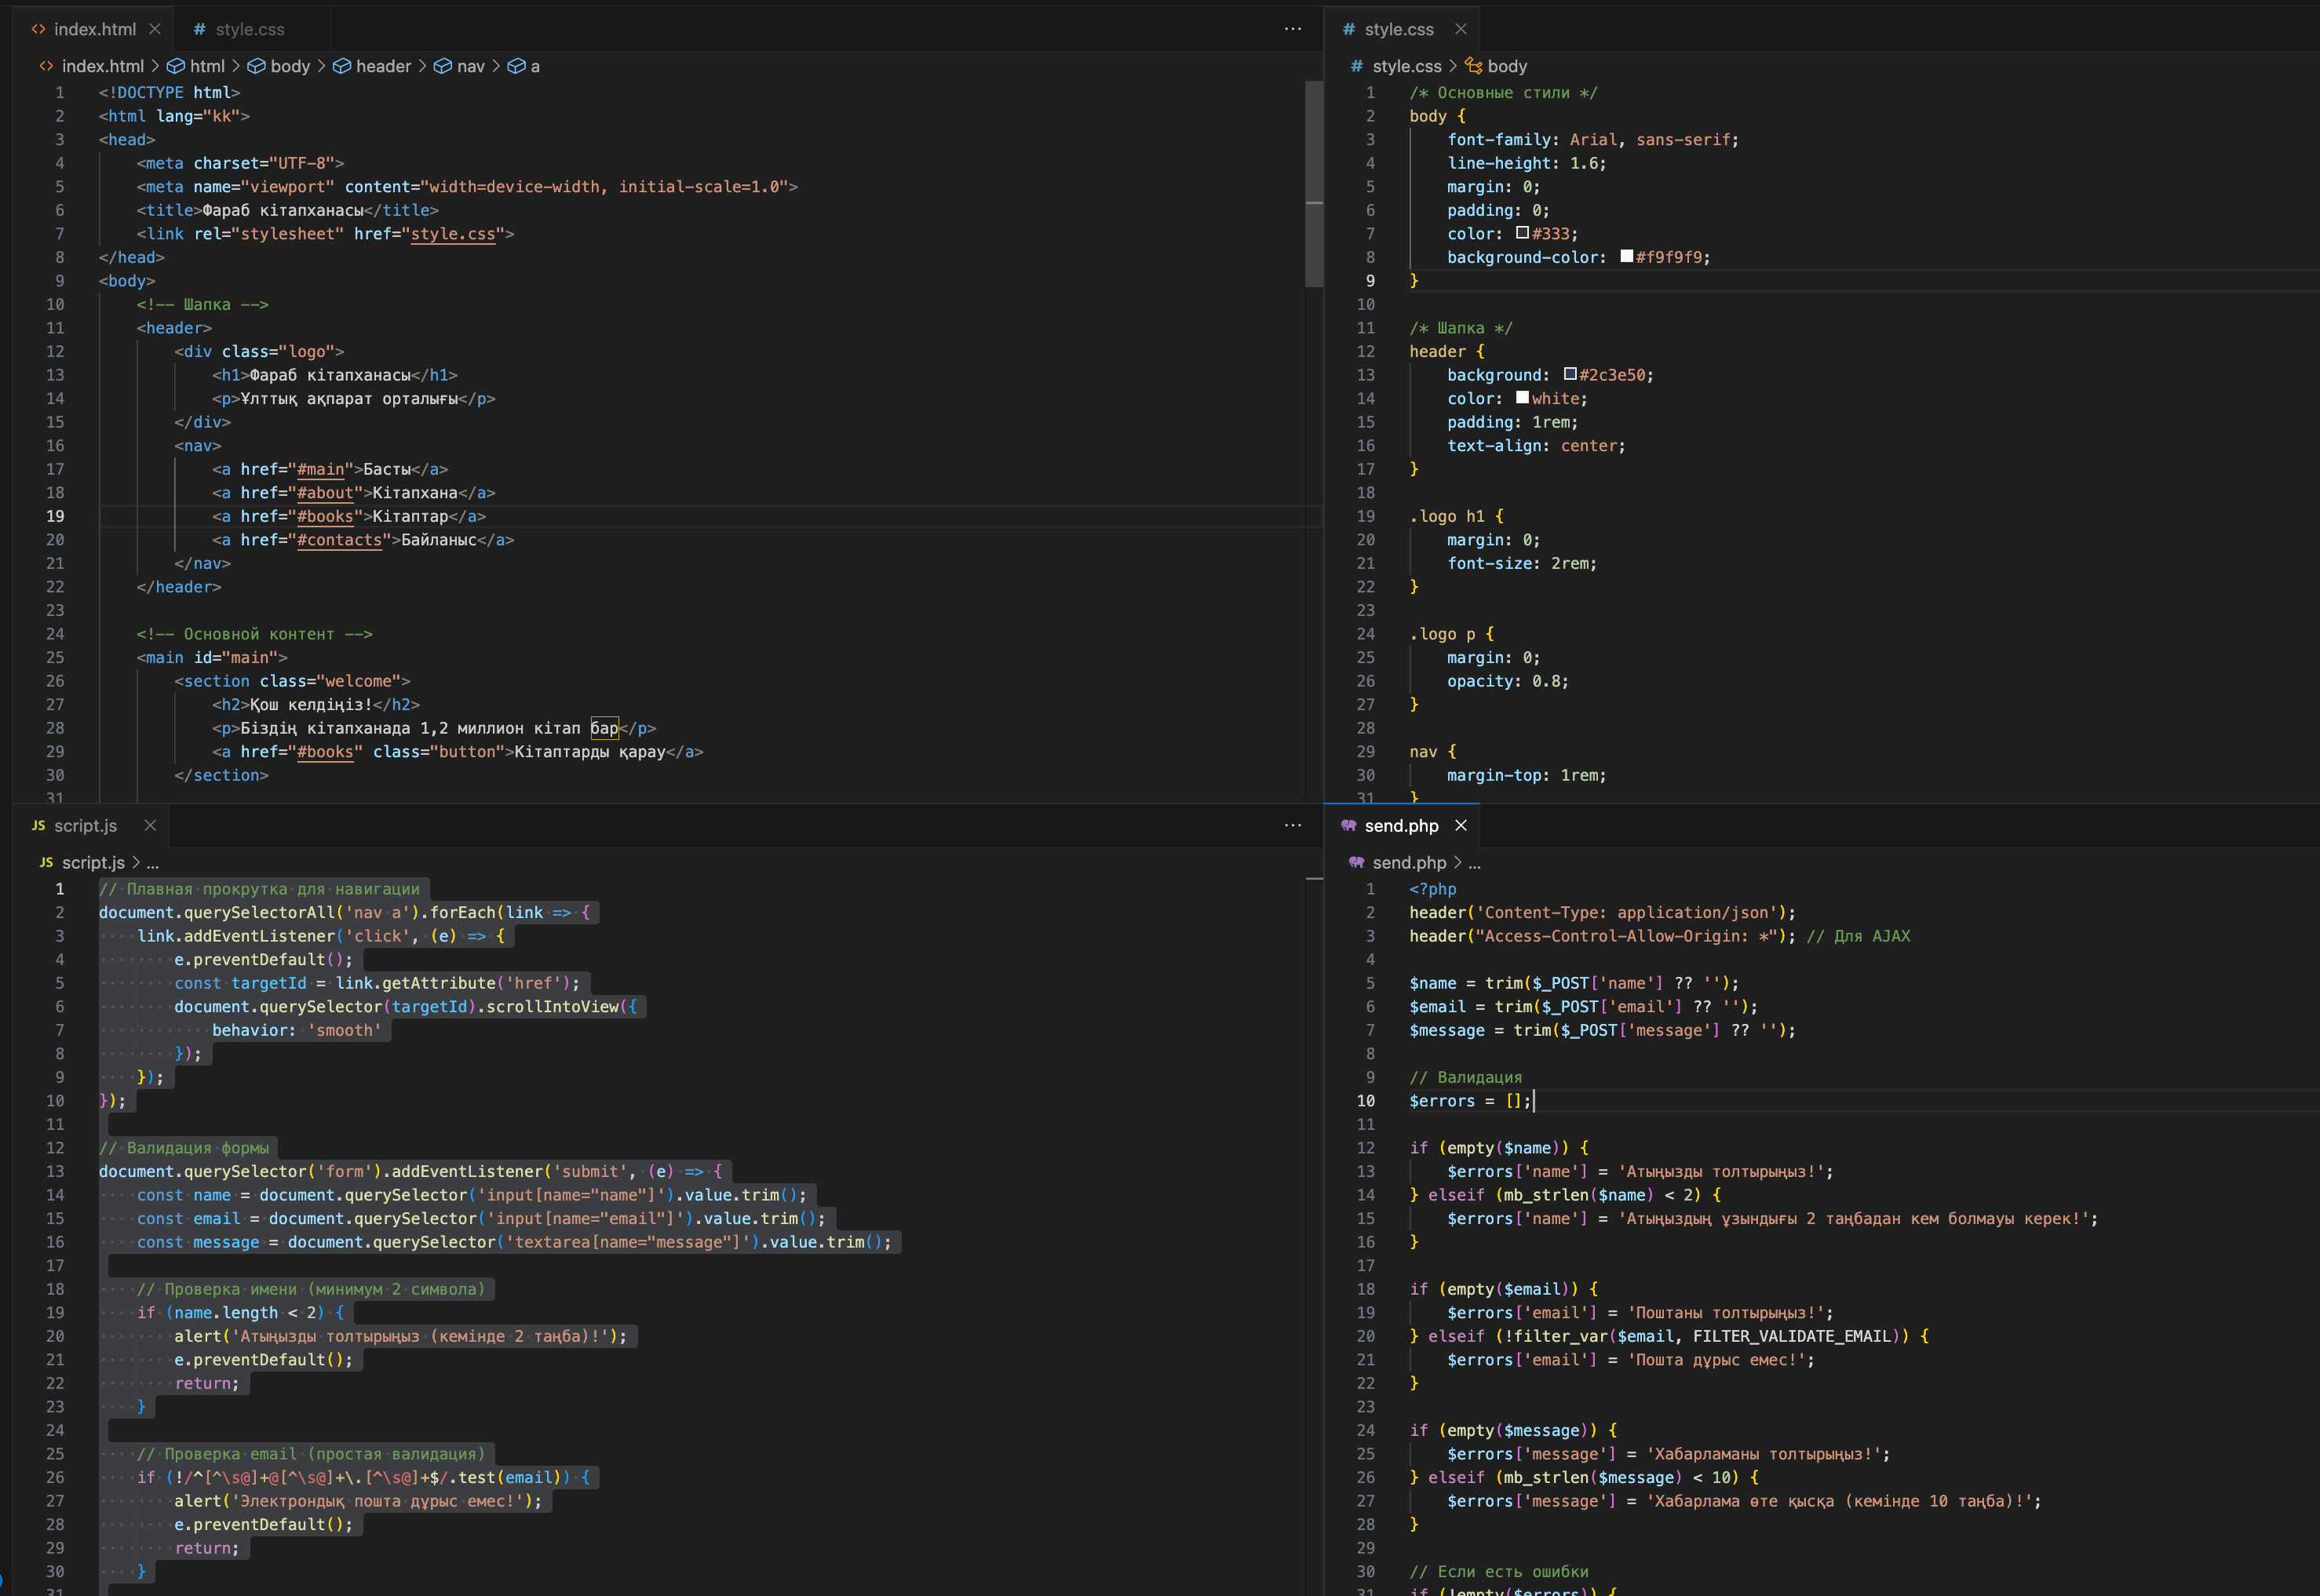 index.html
style.css
index.html > html > body > header > nav > a
1 <!DOCTYPE html>
2 <html lang="kk">
3 <head>
4 <meta charset="UTF-8">
5 <meta name="viewport" content="width=device-width, initial-scale=1.0">
6 <title>Фараб кітапханасы</title>
7 <link rel="stylesheet" href="style.css">
8 </head>
9 <body>
10 <!-- Шапка -->
11 <header>
12 <div class="logo">
13 <h1>Фараб кітапханасы</h1>
14 <p>Ұлттық ақпарат орталығы</p>
15 </div>
16 <nav>
17 <a href="#main">Басты</a>
18 <a href="#about">Кітапхана</a>
19 <a href="#books">Кітаптар</a>
20 <a href="#contacts">Байланыс</a>
21 </nav>
22 </header>
23
24 <!-- Основной контент -->
25 <main id="main">
26 <section class="welcome">
27 <h2>Қош келдіңіз!</h2>
28 <p>Біздің кітапханада 1,2 миллион кітап бар</p>
29 <a href="#books" class="button">Кітаптарды қарау</a>
30 </section>
31
style.css
style.css > body
1 /* Основные стили */
2 body {
3 font-family: Arial, sans-serif;
4 line-height: 1.6;
5 margin: 0;
6 padding: 0;
7 color: #333;
8 background-color: #f9f9f9;
9 }
10
11 /* Шапка */
12 header {
13 background: #2c3e50;
14 color: white;
15 padding: 1rem;
16 text-align: center;
17 }
18
19 .logo h1 {
20 margin: 0;
21 font-size: 2rem;
22 }
23
24 .logo p {
25 margin: 0;
26 opacity: 0.8;
27 }
28
29 nav {
30 margin-top: 1rem;
31 }
JS script.js
JS script.js > ...
1 // Плавная прокрутка для навигации
2 document.querySelectorAll('nav a').forEach(link => {
3 link.addEventListener('click', (e) => {
4 e.preventDefault();
5 const targetId = link.getAttribute('href');
6 document.querySelector(targetId).scrollIntoView({
7 behavior: 'smooth'
8 });
9 });
10 });
11
12 // Валидация формы
13 document.querySelector('form').addEventListener('submit', (e) => {
14 const name = document.querySelector('input[name="name"]').value.trim();
15 const email = document.querySelector('input[name="email"]').value.trim();
16 const message = document.querySelector('textarea[name="message"]').value.trim();
17
18 // Проверка имени (минимум 2 символа)
19 if (name.length < 2) {
20 alert('Атыңызды толтырыңыз (кемінде 2 таңба)!');
21 e.preventDefault();
22 return;
23 }
24
25 // Проверка email (простая валидация)
26 if (!/^[^\s@]+@[^\s@]+\.[^\s@]+$/.test(email)) {
27 alert('Электрондық пошта дұрыс емес!');
28 e.preventDefault();
29 return;
30 }
31
send.php
send.php > ...
1 <?php
2 header('Content-Type: application/json');
3 header("Access-Control-Allow-Origin: *"); // Для AJAX
4
5 $name = trim($_POST['name'] ?? '');
6 $email = trim($_POST['email'] ?? '');
7 $message = trim($_POST['message'] ?? '');
8
9 // Валидация
10 $errors = [];
11
12 if (empty($name)) {
13 $errors['name'] = 'Атыңызды толтырыңыз!';
14 } elseif (mb_strlen($name) < 2) {
15 $errors['name'] = 'Атыңыздың ұзындығы 2 таңбадан кем болмауы керек!';
16 }
17
18 if (empty($email)) {
19 $errors['email'] = 'Поштаны толтырыңыз!';
20 } elseif (!filter_var($email, FILTER_VALIDATE_EMAIL)) {
21 $errors['email'] = 'Пошта дұрыс емес!';
22 }
23
24 if (empty($message)) {
25 $errors['message'] = 'Хабарламаны толтырыңыз!';
26 } elseif (mb_strlen($message) < 10) {
27 $errors['message'] = 'Хабарлама өте қысқа (кемінде 10 таңба)!';
28 }
29
30 // Если есть ошибки
31 if (!empty($errors)) {